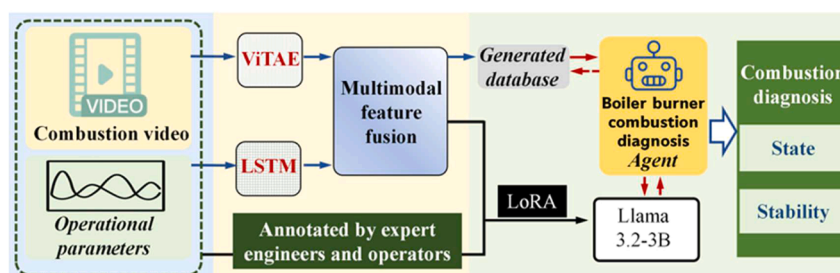 VIDEO
Combustion video
Operational
parameters
ViTAE
LSTM
Multimodal
feature
fusion
Annotated by expert
engineers and operators
Generated
database
LoRA
Boiler burner
combustion
diagnosis
Agent
Llama
3.2-3B
Combustion
diagnosis
State
Stability